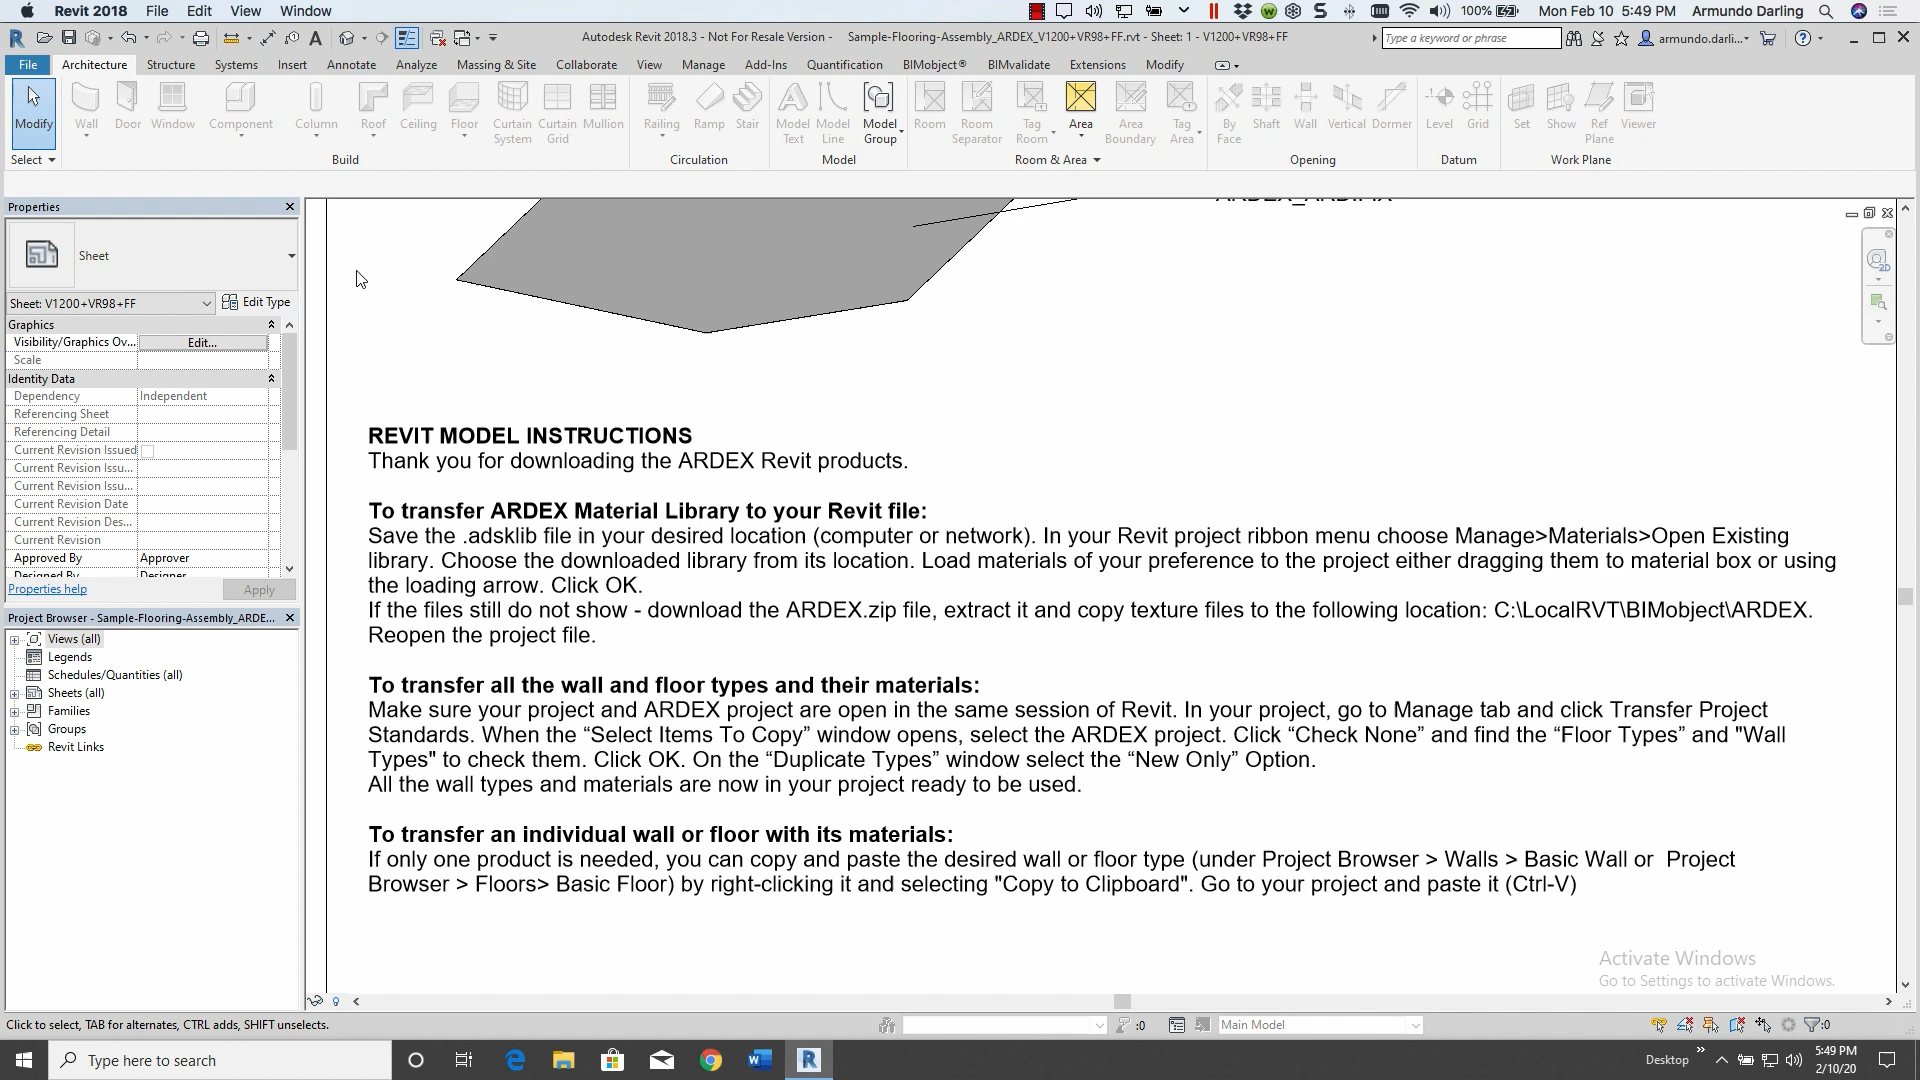 Revit 2018 File Edit View Window 100% Mon Feb 10 5:49 PM Armundo Darling
Autodesk Revit 2018.3 - Not For Resale Version - Sample-Flooring-Assembly_ARDEX_V1200+VR98+FF.rvt - Sheet: 1 - V1200+VR98+FF Type a keyword or phrase armundo.darli...
File Architecture Structure Systems Insert Annotate Analyze Massing & Site Collaborate View Manage Add-Ins Quantification BIMobject® BIMvalidate Extensions Modify
Modify Wall Door Window Component Column Roof Ceiling Floor Curtain System Curtain Grid Mullion Railing Ramp Stair Model Text Model Line Model Group Room Room Separator Tag Room Area Area Boundary Tag Area By Face Shaft Wall Vertical Dormer Level Grid Set Show Ref Plane Viewer
Select Build Circulation Model Room & Area Opening Datum Work Plane
Properties
Sheet
Sheet: V1200+VR98+FF Edit Type
Graphics
Visibility/Graphics Ov... Edit...
Scale
Identity Data
Dependency Independent
Referencing Sheet
Referencing Detail
Current Revision Issued
Current Revision Issu...
Current Revision Issu...
Current Revision Date
Current Revision Des...
Current Revision
Approved By Approver
Designed By Designer
Properties help Apply
Project Browser - Sample-Flooring-Assembly_ARDE...
Views (all)
Legends
Schedules/Quantities (all)
Sheets (all)
Families
Groups
Revit Links
2D
REVIT MODEL INSTRUCTIONS
Thank you for downloading the ARDEX Revit products.
To transfer ARDEX Material Library to your Revit file:
Save the .adsklib file in your desired location (computer or network). In your Revit project ribbon menu choose Manage>Materials>Open Existing
library. Choose the downloaded library from its location. Load materials of your preference to the project either dragging them to material box or using
the loading arrow. Click OK.
If the files still do not show - download the ARDEX.zip file, extract it and copy texture files to the following location: C:\LocalRVT\BIMobject\ARDEX.
Reopen the project file.
To transfer all the wall and floor types and their materials:
Make sure your project and ARDEX project are open in the same session of Revit. In your project, go to Manage tab and click Transfer Project
Standards. When the “Select Items To Copy” window opens, select the ARDEX project. Click “Check None” and find the “Floor Types” and "Wall
Types" to check them. Click OK. On the “Duplicate Types” window select the “New Only” Option.
All the wall types and materials are now in your project ready to be used.
To transfer an individual wall or floor with its materials:
If only one product is needed, you can copy and paste the desired wall or floor type (under Project Browser > Walls > Basic Wall or Project
Browser > Floors> Basic Floor) by right-clicking it and selecting "Copy to Clipboard". Go to your project and paste it (Ctrl-V)
Activate Windows
Go to Settings to activate Windows.
Click to select, TAB for alternates, CTRL adds, SHIFT unselects. :0 Main Model :0
Type here to search Desktop 5:49 PM
2/10/20